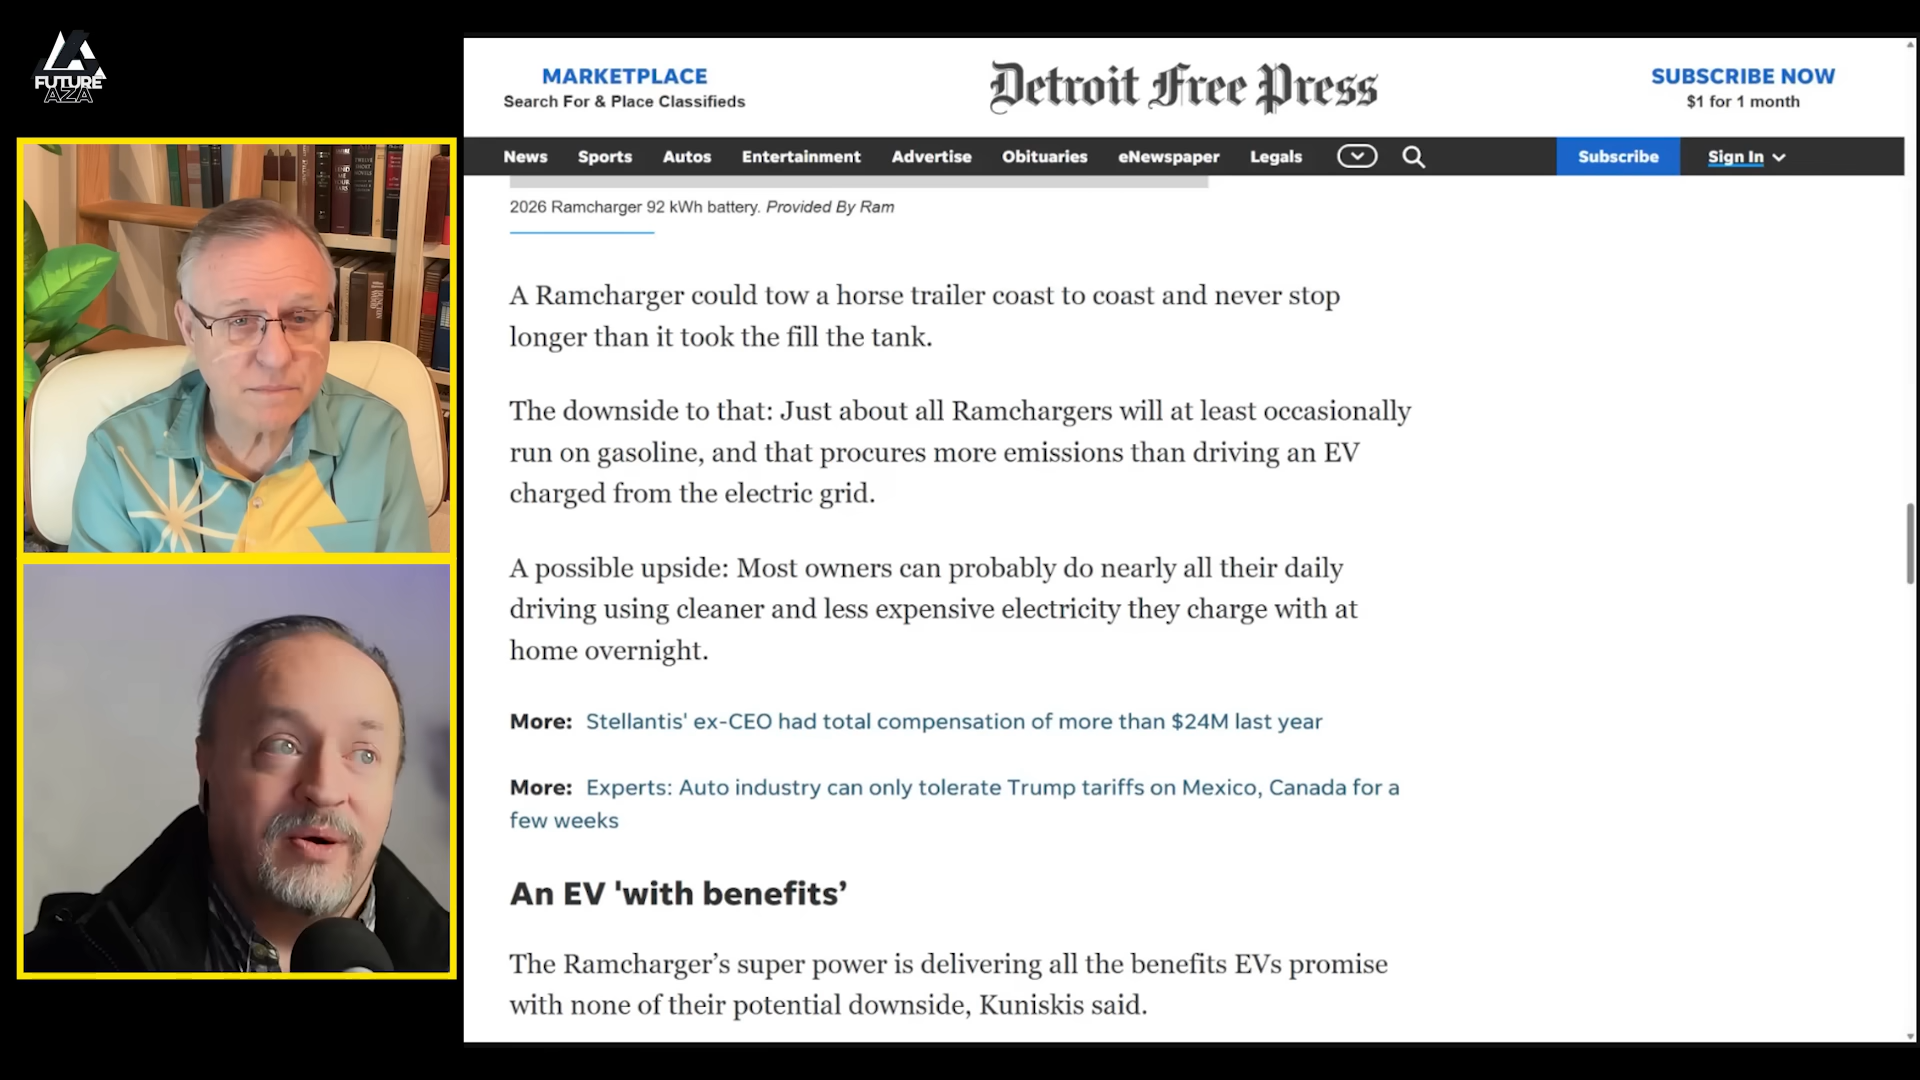 FUTURE
AZA
MARKETPLACE
Search For & Place Classifieds
Detroit Free Press
SUBSCRIBE NOW
$1 for 1 month
News Sports Autos Entertainment Advertise Obituaries eNewspaper Legals Subscribe Sign In
2026 Ramcharger 92 kWh battery. Provided By Ram
A Ramcharger could tow a horse trailer coast to coast and never stop
longer than it took the fill the tank.
The downside to that: Just about all Ramchargers will at least occasionally
run on gasoline, and that procures more emissions than driving an EV
charged from the electric grid.
A possible upside: Most owners can probably do nearly all their daily
driving using cleaner and less expensive electricity they charge with at
home overnight.
More: Stellantis' ex-CEO had total compensation of more than $24M last year
More: Experts: Auto industry can only tolerate Trump tariffs on Mexico, Canada for a
few weeks
An EV 'with benefits’
The Ramcharger’s super power is delivering all the benefits EVs promise
with none of their potential downside, Kuniskis said.